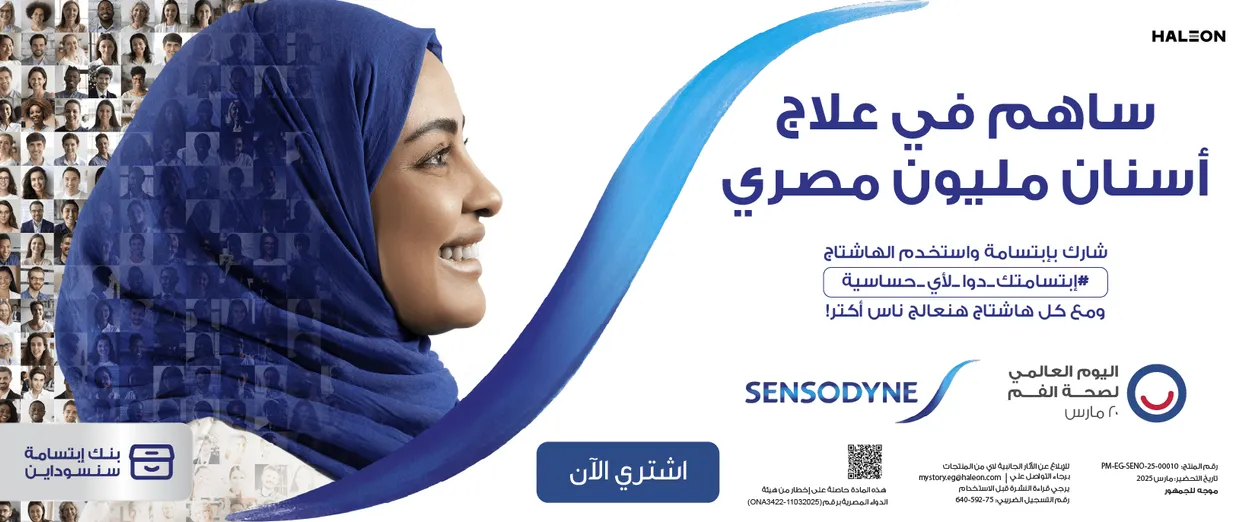 HALEON
ساهم في علاج
أسنان مليون مصري
شارك بإبتسامة واستخدم الهاشتاج
#إبتسامتك_دوا_لأي_حساسية
ومع كل هاشتاج هنعالج ناس أكتر!
SENSODYNE
اليوم العالمي
لصحة الفم
٢٠ مارس
بنك إبتسامة
سنسوداين
اشتري الآن
هذه المادة حاصلة على إخطار من هيئة
الدواء المصرية برقم (ONA3422-11032025)
للإبلاغ عن الآثار الجانبية لاي من المنتجات
برجاء التواصل علي | mystory.eg@haleon.com
يرجي قراءة النشرة قبل الاستخدام
رقم التسجيل الضريبي: 75-592-640
رقم المنتج: PM-EG-SENO-25-00010
تاريخ التحضير: مارس 2025
موجه للجمهور